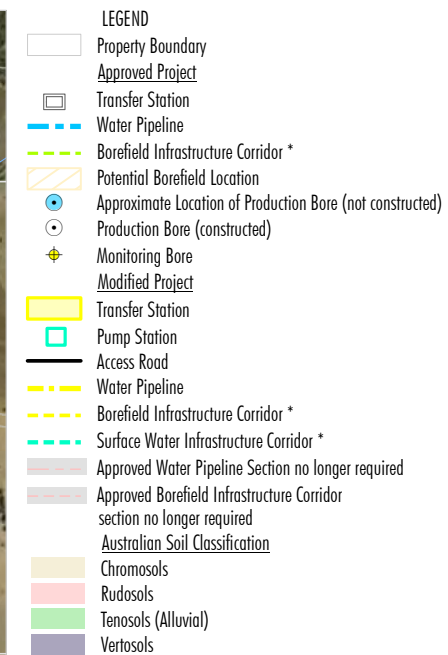 LEGEND
Property Boundary
Approved Project
Transfer Station
Water Pipeline
Borefield Infrastructure Corridor *
Potential Borefield Location
Approximate Location of Production Bore (not constructed)
Production Bore (constructed)
Monitoring Bore
Modified Project
Transfer Station
Pump Station
Access Road
Water Pipeline
Borefield Infrastructure Corridor *
Surface Water Infrastructure Corridor *
Approved Water Pipeline Section no longer required
Approved Borefield Infrastructure Corridor
section no longer required
Australian Soil Classification
Chromosols
Rudosols
Tenosols (Alluvial)
Vertosols